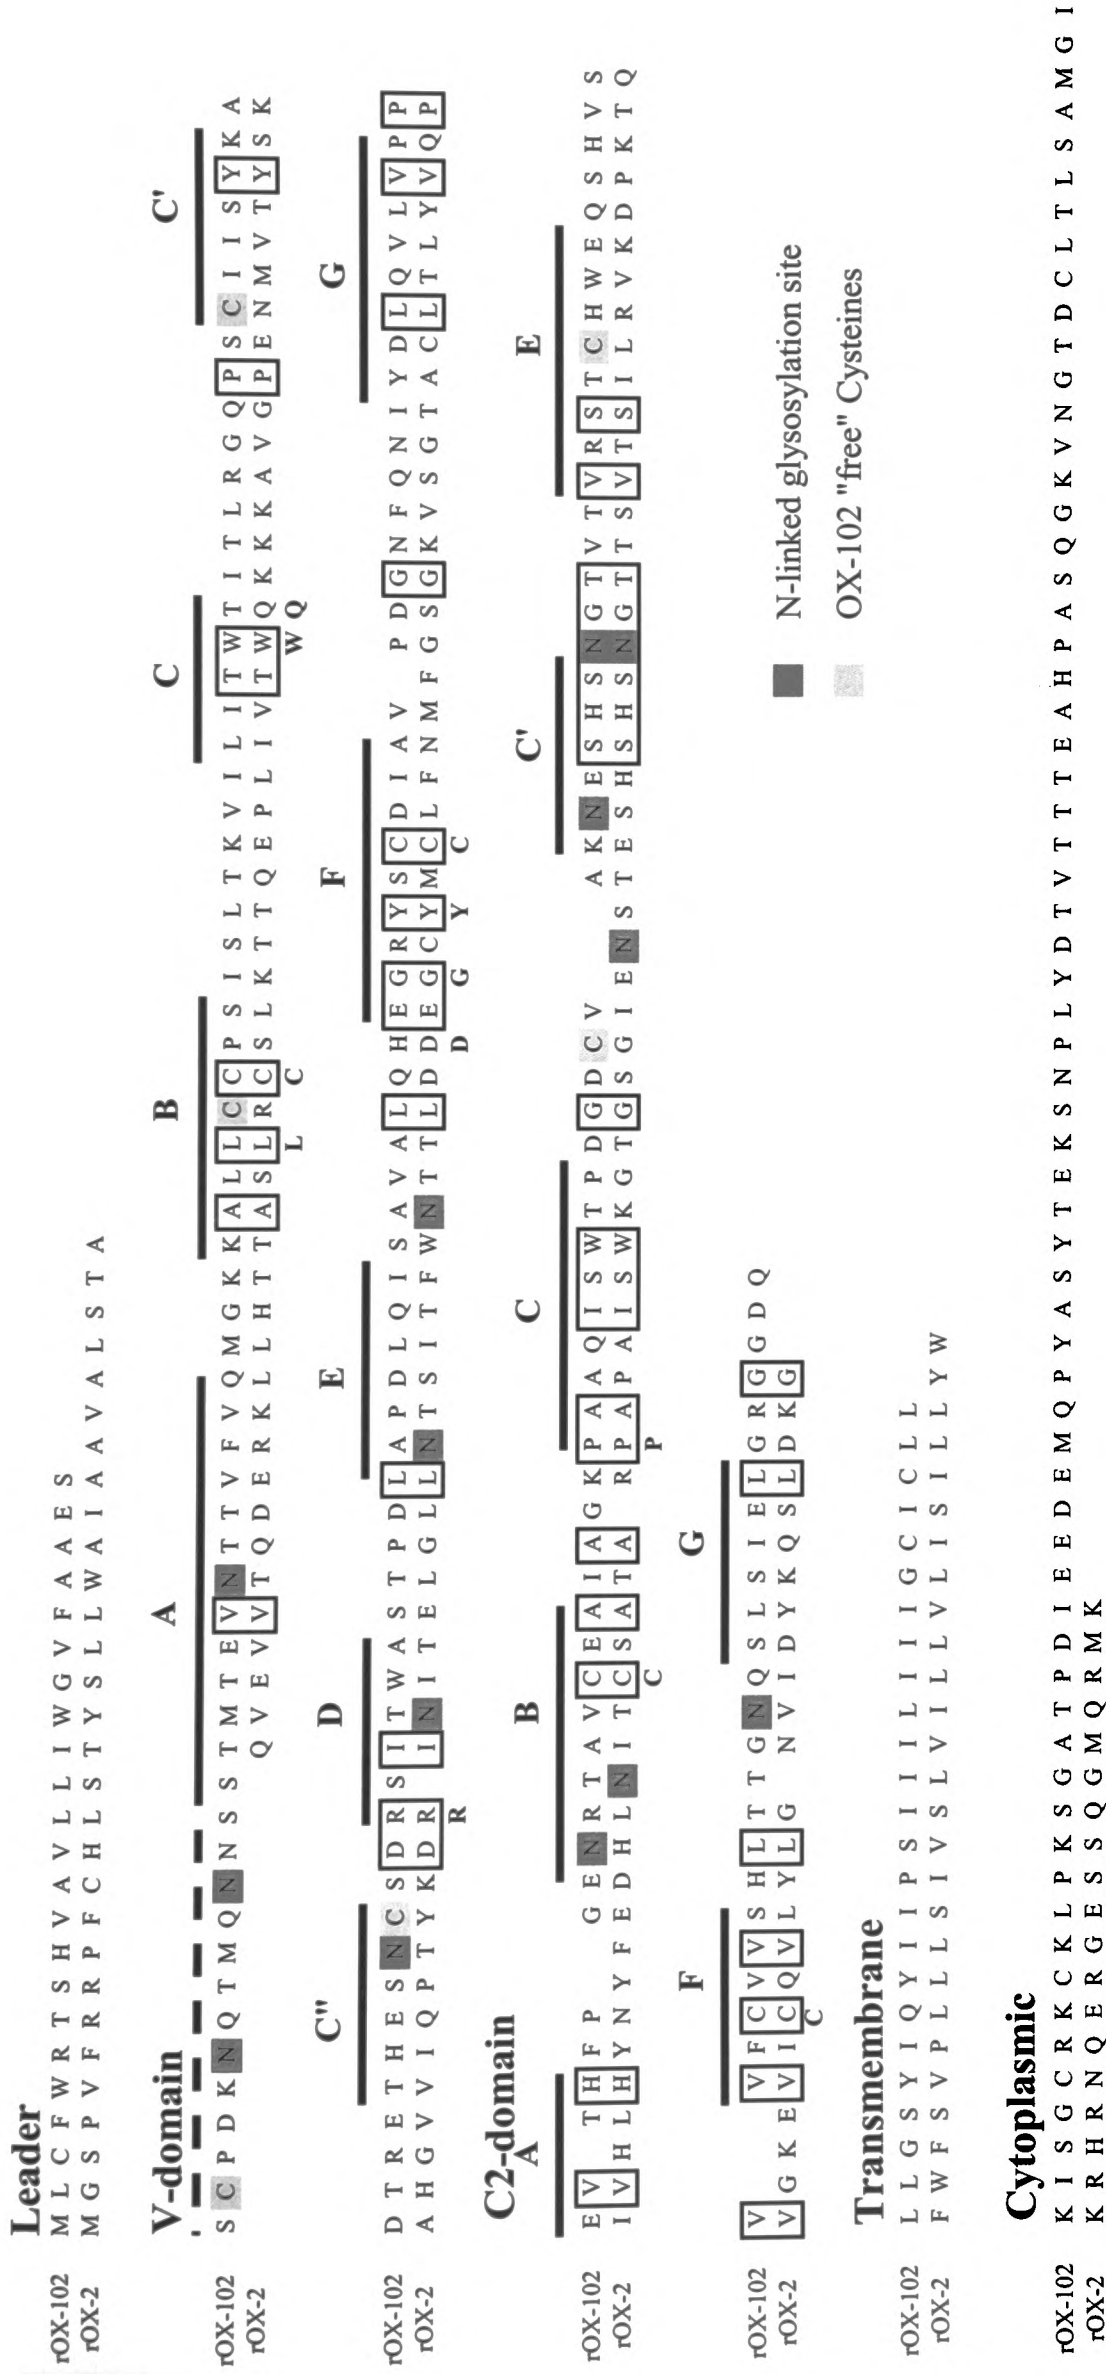 Leader
rOX-102 M L C F W R T S H V A V L L I W G V F A A E S
rOX-2 M G S P V F R R P F C H L S T Y S L L W A I A A V A L S T A
V-domain A B C C'
rOX-102 S C P D K N Q T M Q N N S S T M T E V N T T V F V Q M G K K A L L C C P S I S L T K V I L I T W T I T L R G Q P S C I I S Y K A
rOX-2 Q V E V V T Q D E R K L L H T T A S L R C S L K T T Q E P L I V T W Q K K K A V G P E N M V T Y S K
L C W Q
C'' D E F G
rOX-102 D T R E T H E S N C S D R S I T W A S T P D L A P D L Q I S A V A L Q H E G R Y S C D I A V P D G N F Q N I Y D L Q V L V P P
rOX-2 A H G V V I Q P T Y K D R I N I T E L G L L N T S I T F W N T T L D D E G C Y M C L F N M F G S G K V S G T A C L T L Y V Q P
R D G Y C
C2-domain
A B C C' E
rOX-102 E V T H F P G E N R T A V C E A I A G K P A A Q I S W T P D G D C V A K N E S H S N G T V T V R S T C H W E Q S H V S
rOX-2 I V H L H Y N Y F E D H L N I T C S A T A R P A P A I S W K G T G S G I E N S T E S H S H S N G T T S V T S I L R V K D P K T Q
C P
F G
rOX-102 V V F C V V S H L T T G N Q S L S I E L G R G G D Q
rOX-2 V G K E V I C Q V L Y L G N V I D Y K Q S L D K G
C
N-linked glysosylation site
OX-102 "free" Cysteines
Transmembrane
rOX-102 L L G S Y I Q Y I I P S I I I L I I I G C I C L L
rOX-2 F W F S V P L L L S I V S L V I L L V L I S I L L Y W
Cytoplasmic
rOX-102 K I S G C R K C K L P K S G A T P D I E E D E M Q P Y A S Y T E K S N P L Y D T V T T T E A H P A S Q G K V N G T D C L T L S A M G I
rOX-2 K R H R N Q E R G E S S Q G M Q R M K